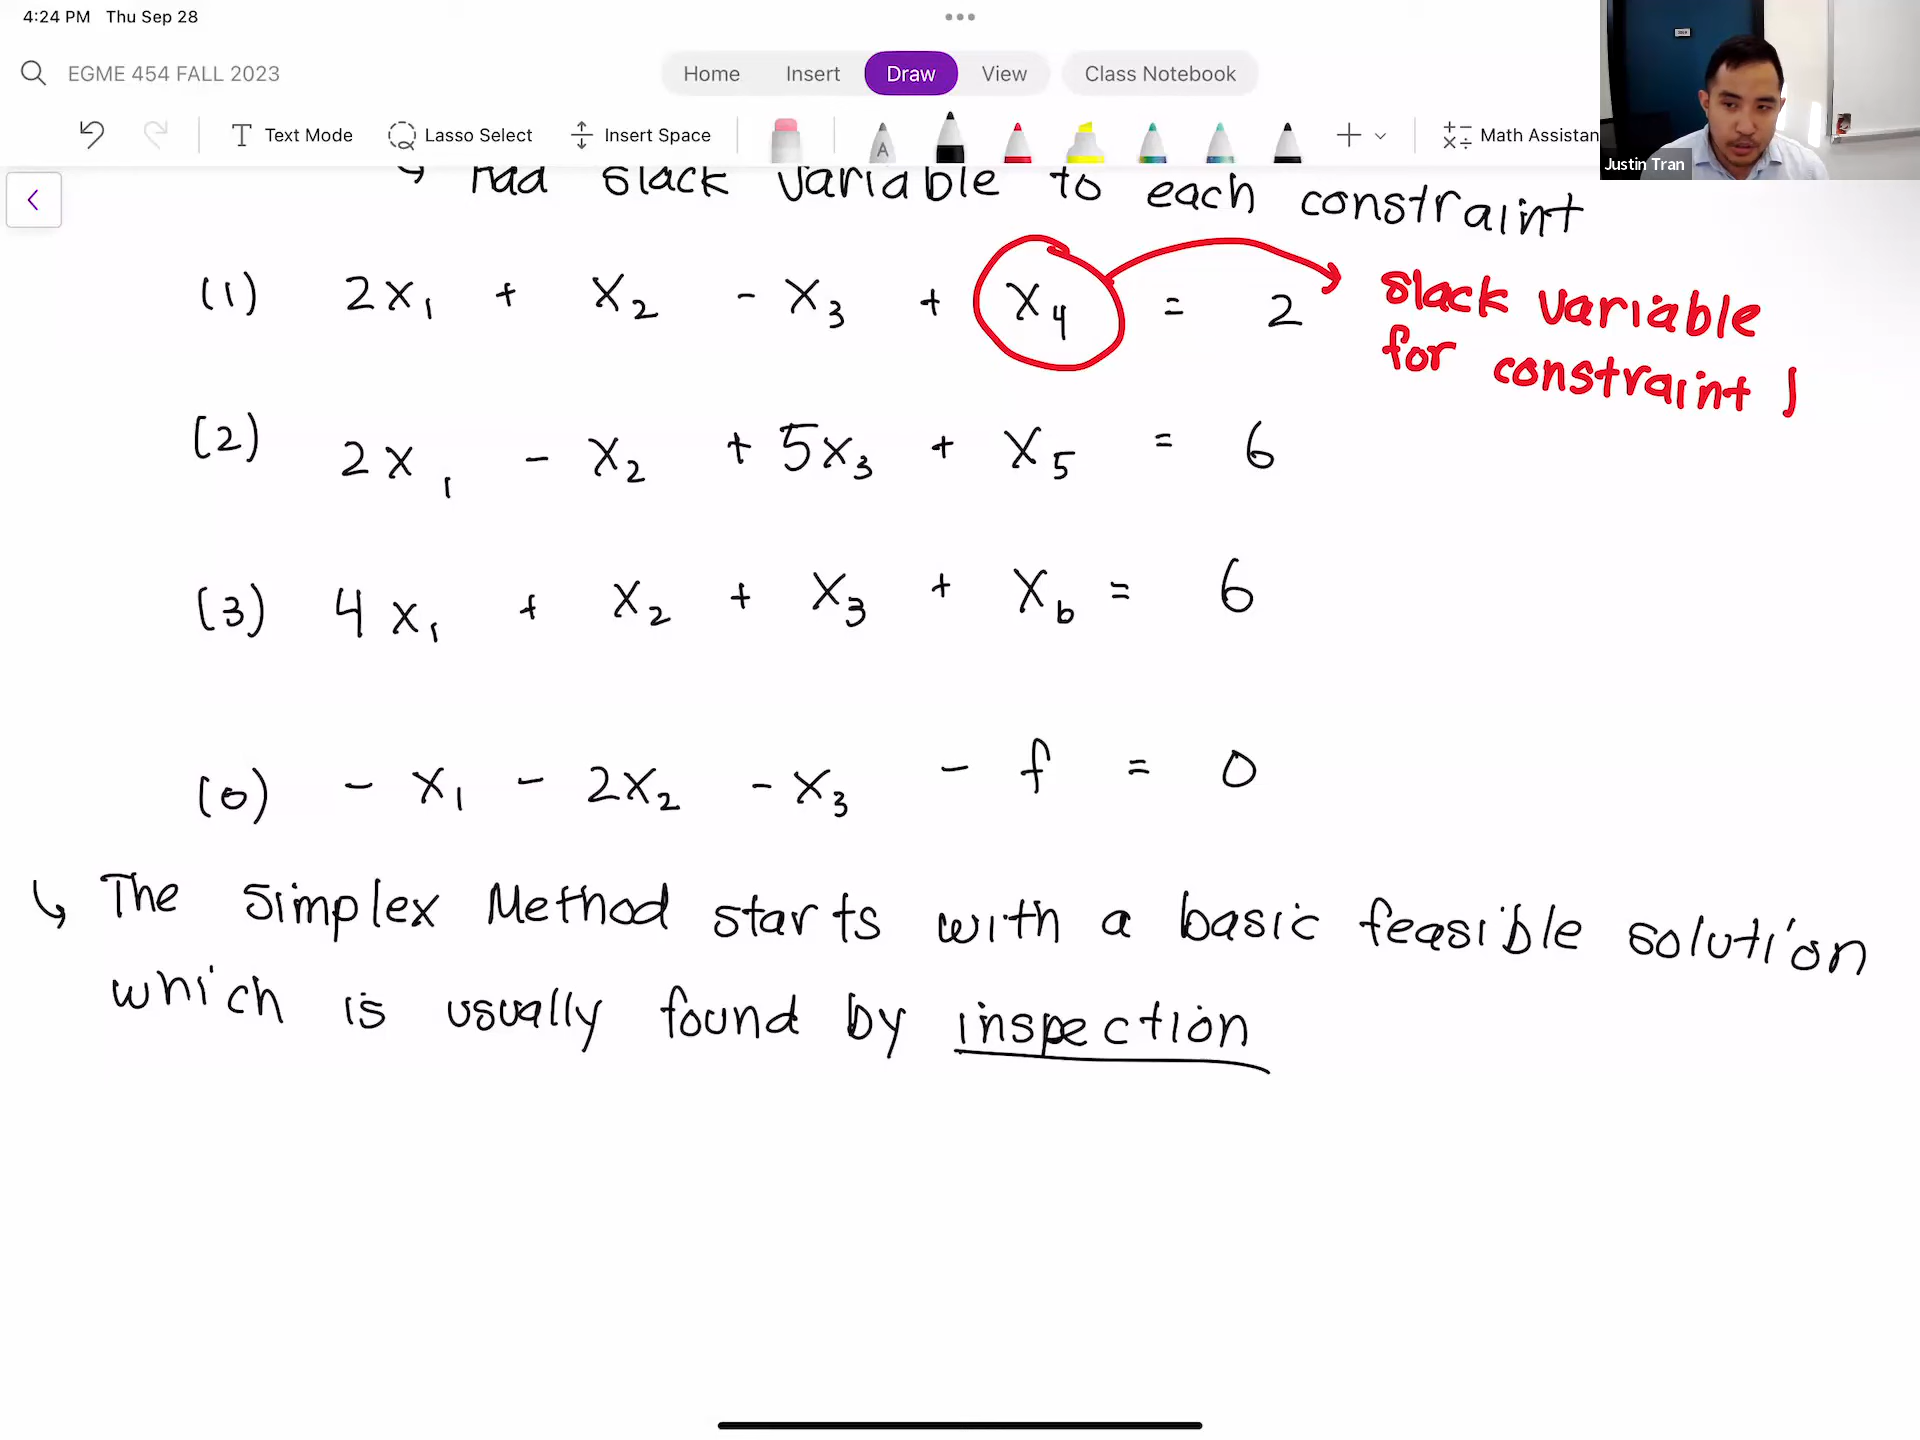 4:24 PM Thu Sep 28
EGME 454 FALL 2023
Home Insert Draw View Class Notebook
Text Mode Lasso Select Insert Space A Math Assistan
Justin Tran
Add slack variable to each constraint
(1) 2x₁ + x₂ - x₃ + x₄ = 2
slack variable
for constraint 1
(2) 2x₁ - x₂ + 5x₃ + x₅ = 6
(3) 4x₁ + x₂ + x₃ + x₆ = 6
(0) - x₁ - 2x₂ - x₃ - f = 0
↳ The Simplex Method starts with a basic feasible solution
which is usually found by inspection